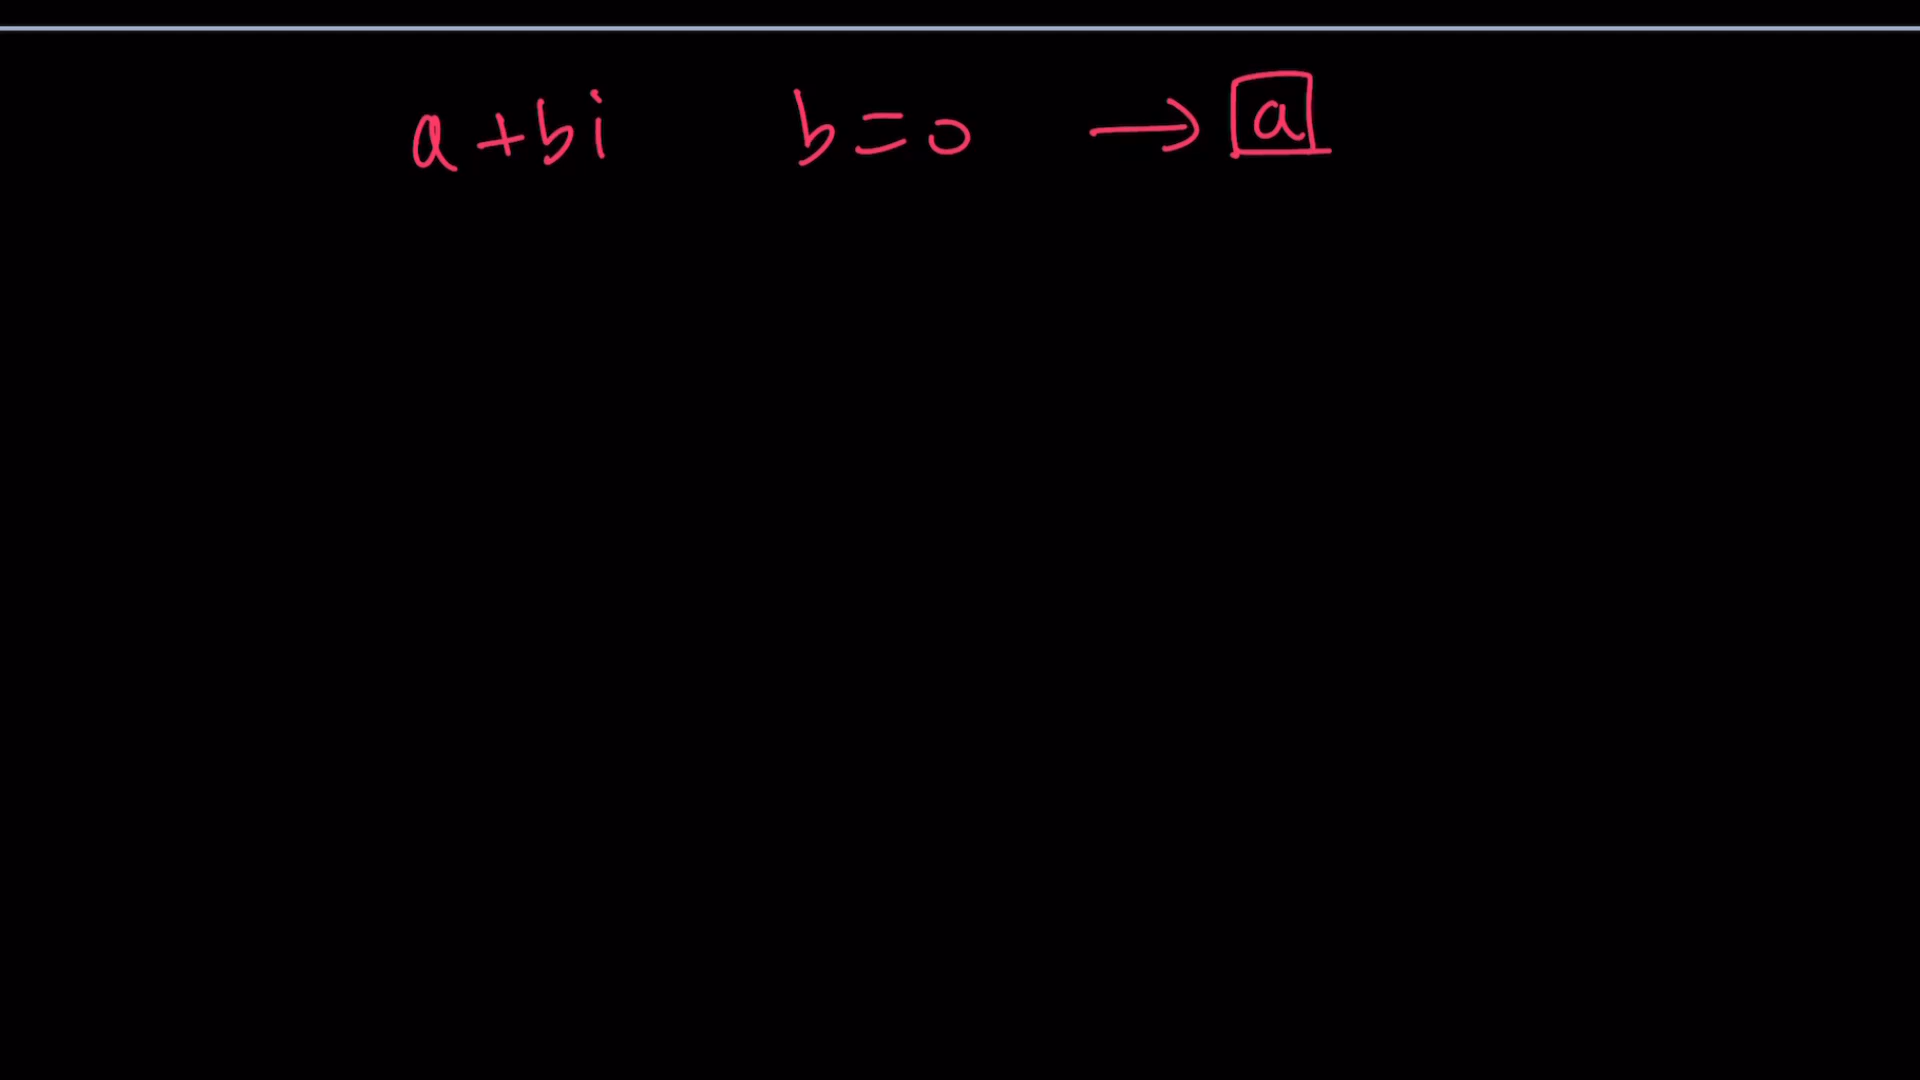 a+bi b=0 → a